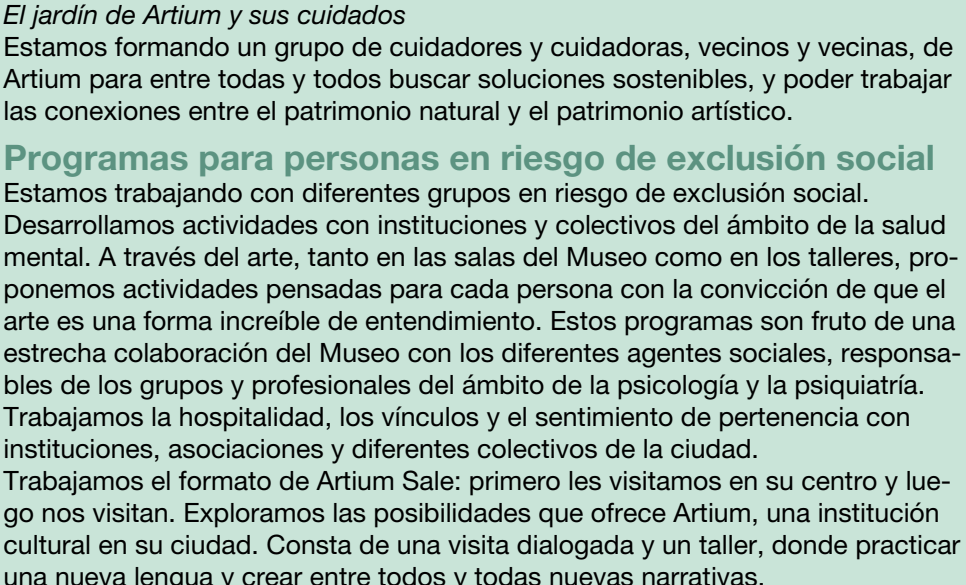 El jardín de Artium y sus cuidados
Estamos formando un grupo de cuidadores y cuidadoras, vecinos y vecinas, de
Artium para entre todas y todos buscar soluciones sostenibles, y poder trabajar
las conexiones entre el patrimonio natural y el patrimonio artístico.
Programas para personas en riesgo de exclusión social
Estamos trabajando con diferentes grupos en riesgo de exclusión social.
Desarrollamos actividades con instituciones y colectivos del ámbito de la salud
mental. A través del arte, tanto en las salas del Museo como en los talleres, pro-
ponemos actividades pensadas para cada persona con la convicción de que el
arte es una forma increíble de entendimiento. Estos programas son fruto de una
estrecha colaboración del Museo con los diferentes agentes sociales, responsa-
bles de los grupos y profesionales del ámbito de la psicología y la psiquiatría.
Trabajamos la hospitalidad, los vínculos y el sentimiento de pertenencia con
instituciones, asociaciones y diferentes colectivos de la ciudad.
Trabajamos el formato de Artium Sale: primero les visitamos en su centro y lue-
go nos visitan. Exploramos las posibilidades que ofrece Artium, una institución
cultural en su ciudad. Consta de una visita dialogada y un taller, donde practicar
una nueva lengua y crear entre todos y todas nuevas narrativas.